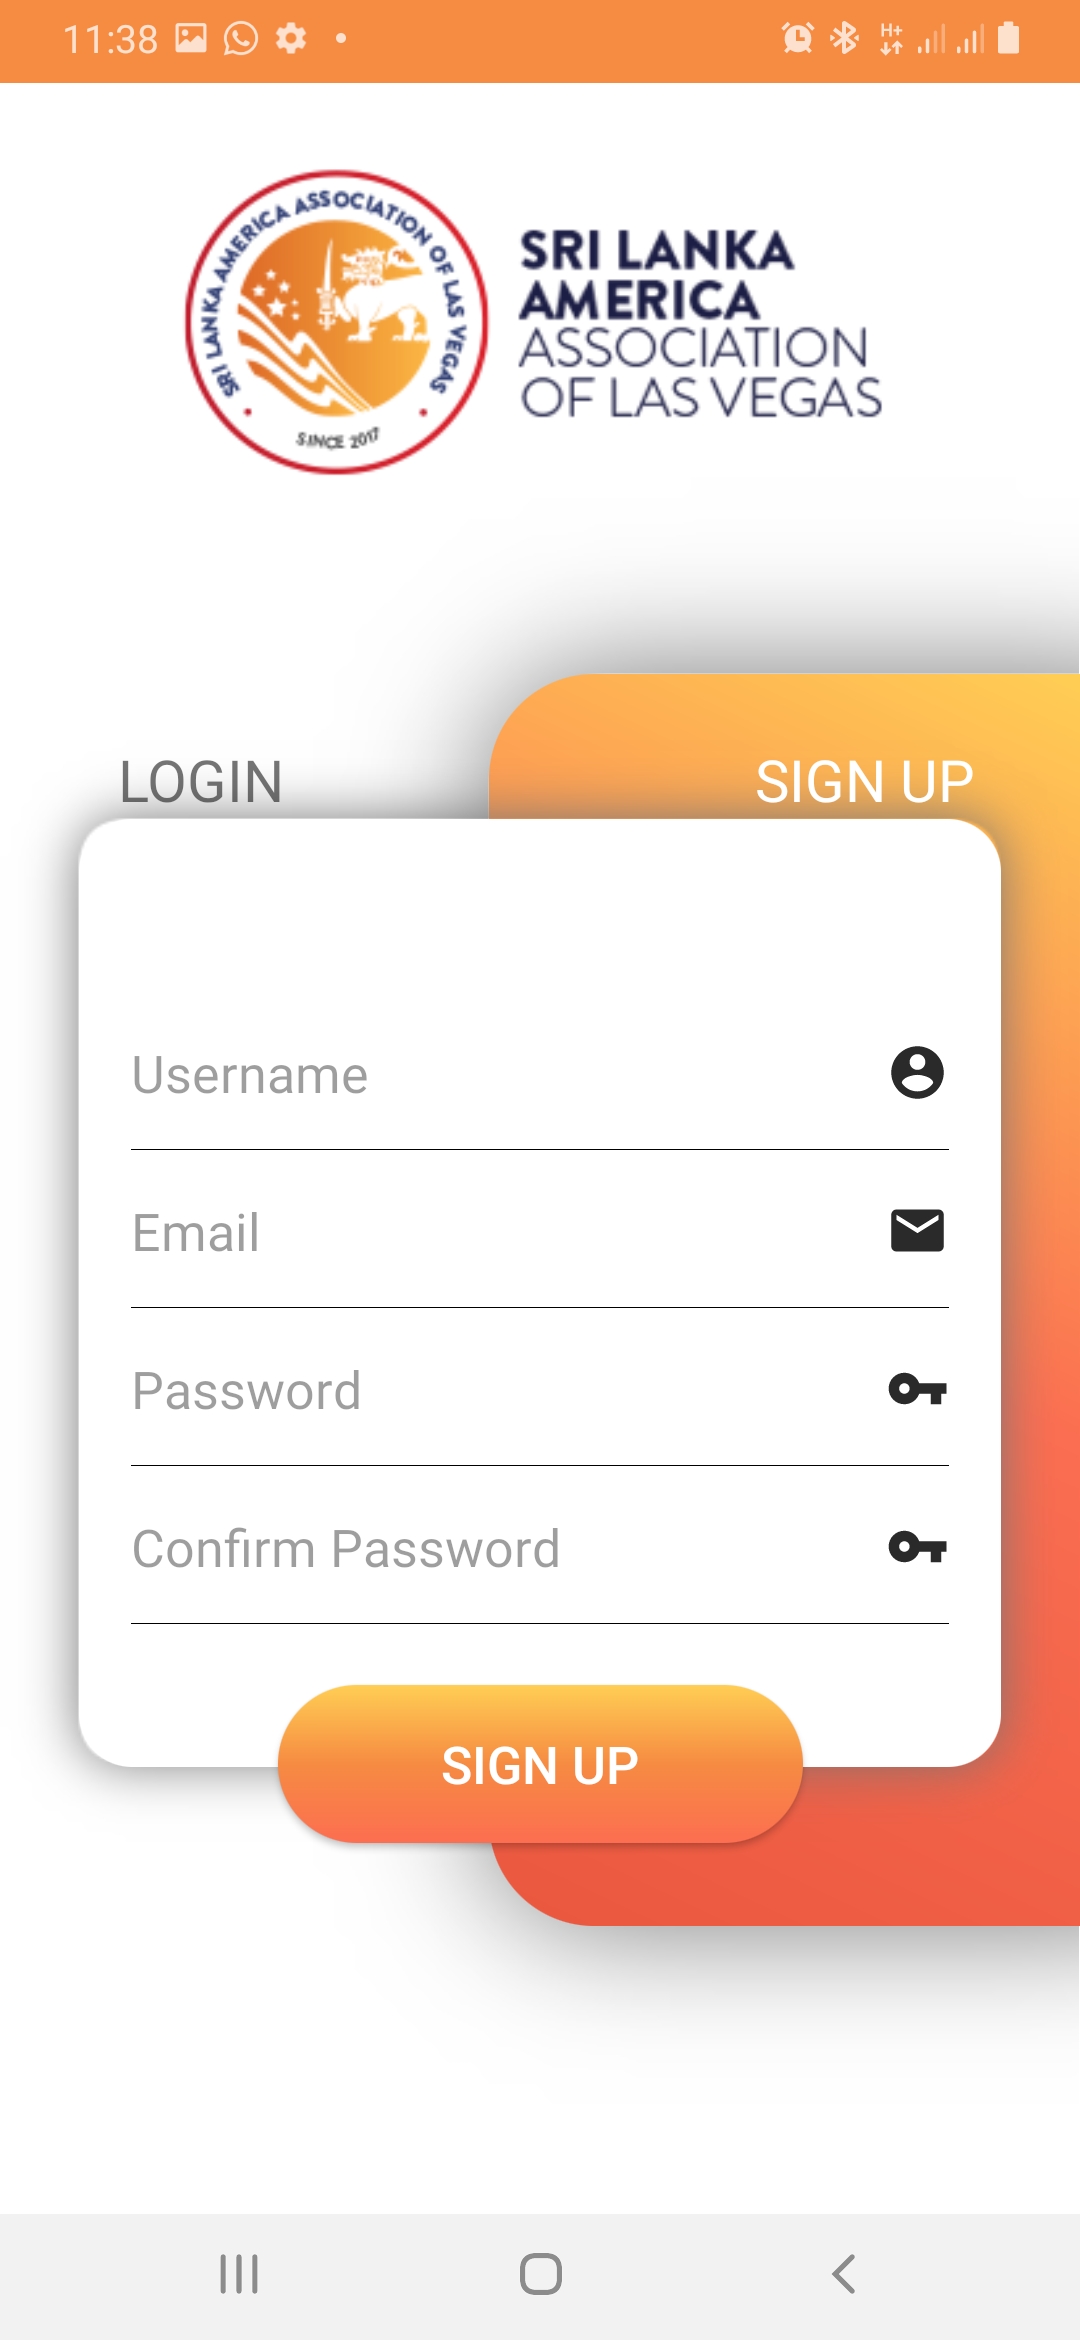 11:38
H+
SRI LANKA AMERICA ASSOCIATION OF LAS VEGAS
SINCE 2017
SRI LANKA
AMERICA
ASSOCIATION
OF LAS VEGAS
LOGIN
SIGN UP
Username
Email
Password
Confirm Password
SIGN UP